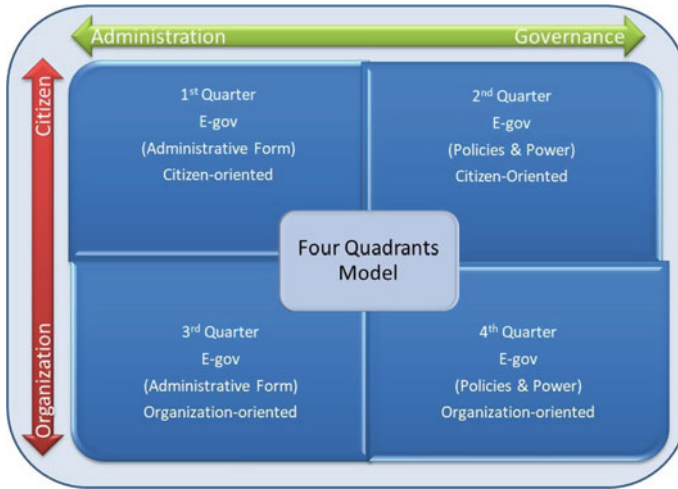 Administration
Governance
Citizen
Organization
1st Quarter
E-gov
(Administrative Form)
Citizen-oriented
2nd Quarter
E-gov
(Policies & Power)
Citizen-Oriented
Four Quadrants
Model
3rd Quarter
E-gov
(Administrative Form)
Organization-oriented
4th Quarter
E-gov
(Policies & Power)
Organization-oriented